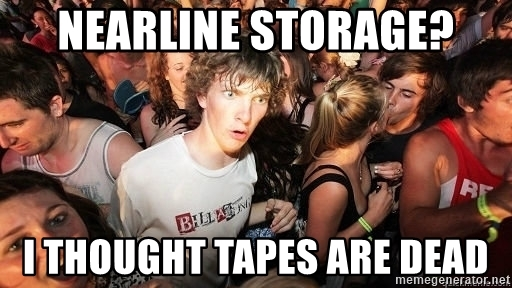 NEARLINE STORAGE?
I THOUGHT TAPES ARE DEAD
memegenerator.net